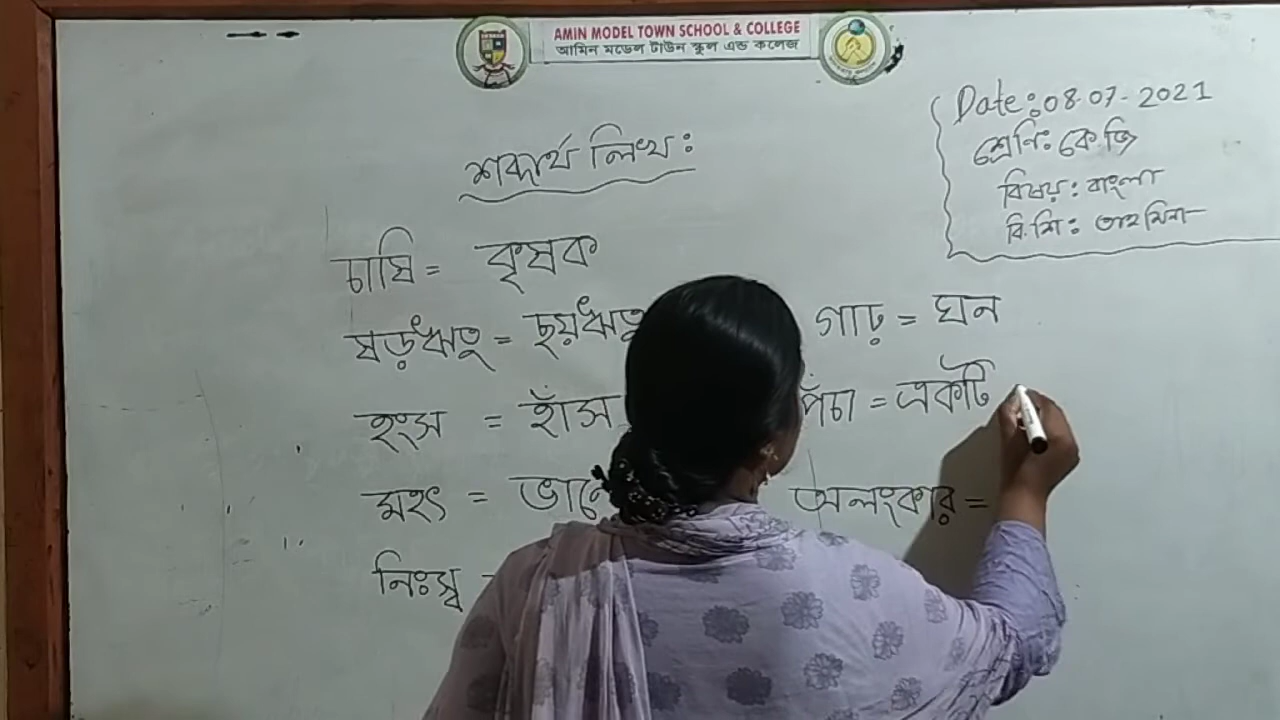 AMIN MODEL TOWN SCHOOL & COLLEGE
আমিন মডেল টাউন স্কুল এন্ড কলেজ
Date: 08-07-2021
শ্রেণি: কে.জি
বিষয়: বাংলা
বি.শি: তাহমিনা
শব্দার্থ লিখ:
চাষি = কৃষক
ষড়ঋতু = ছয়ঋতু
গাঢ় = ঘন
হংস = হাঁস
= একটি
মহৎ =
অলংকার =
নিঃস্ব